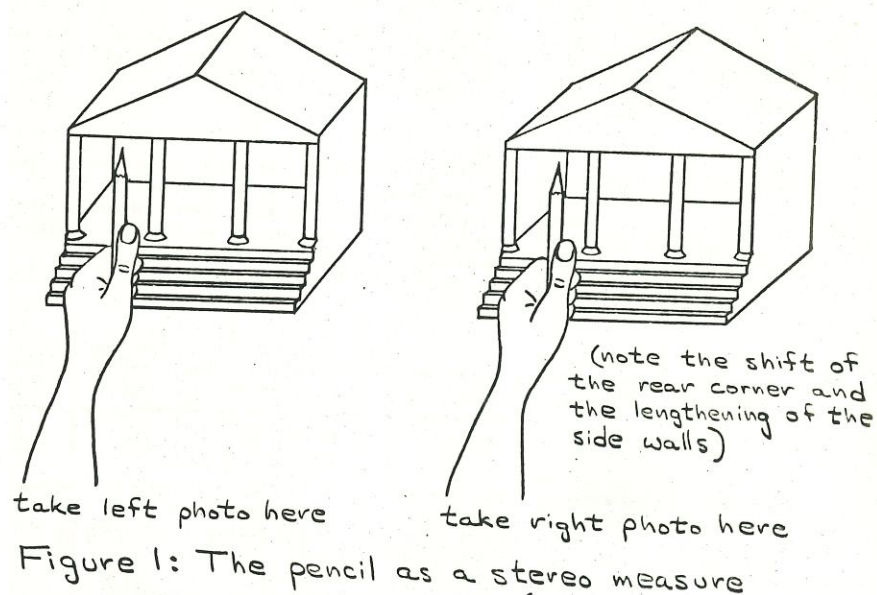 (note the shift of
the rear corner and
the lengthening of the
side walls)
take left photo here
take right photo here
Figure 1: The pencil as a stereo measure